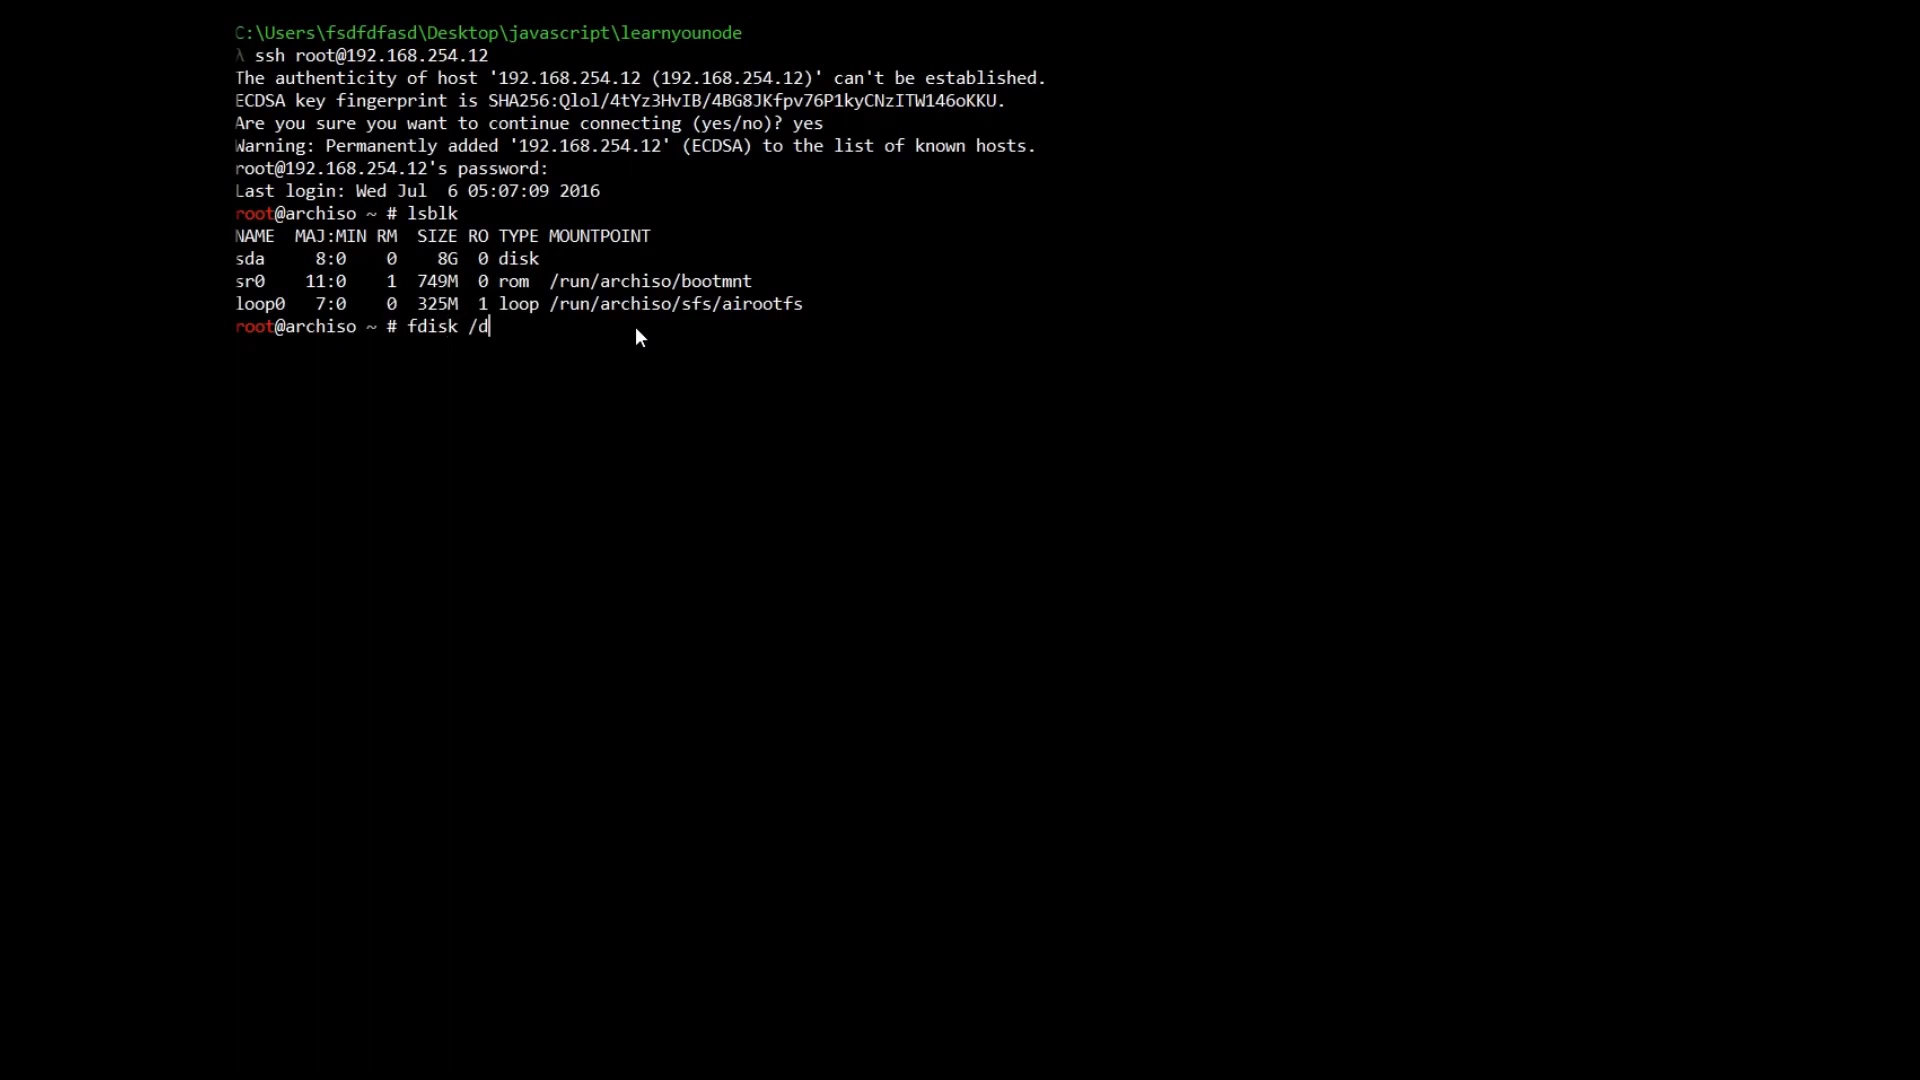 C:\Users\fsdfdfasd\Desktop\javascript\learnyounode
λ ssh root@192.168.254.12
The authenticity of host '192.168.254.12 (192.168.254.12)' can't be established.
ECDSA key fingerprint is SHA256:Qlol/4tYz3HvIB/4BG8JKfpv76P1kyCNzITW146oKKU.
Are you sure you want to continue connecting (yes/no)? yes
Warning: Permanently added '192.168.254.12' (ECDSA) to the list of known hosts.
root@192.168.254.12's password:
Last login: Wed Jul  6 05:07:09 2016
root@archiso ~ # lsblk
NAME  MAJ:MIN RM  SIZE RO TYPE MOUNTPOINT
sda     8:0    0    8G  0 disk
sr0    11:0    1  749M  0 rom  /run/archiso/bootmnt
loop0   7:0    0  325M  1 loop /run/archiso/sfs/airootfs
root@archiso ~ # fdisk /d